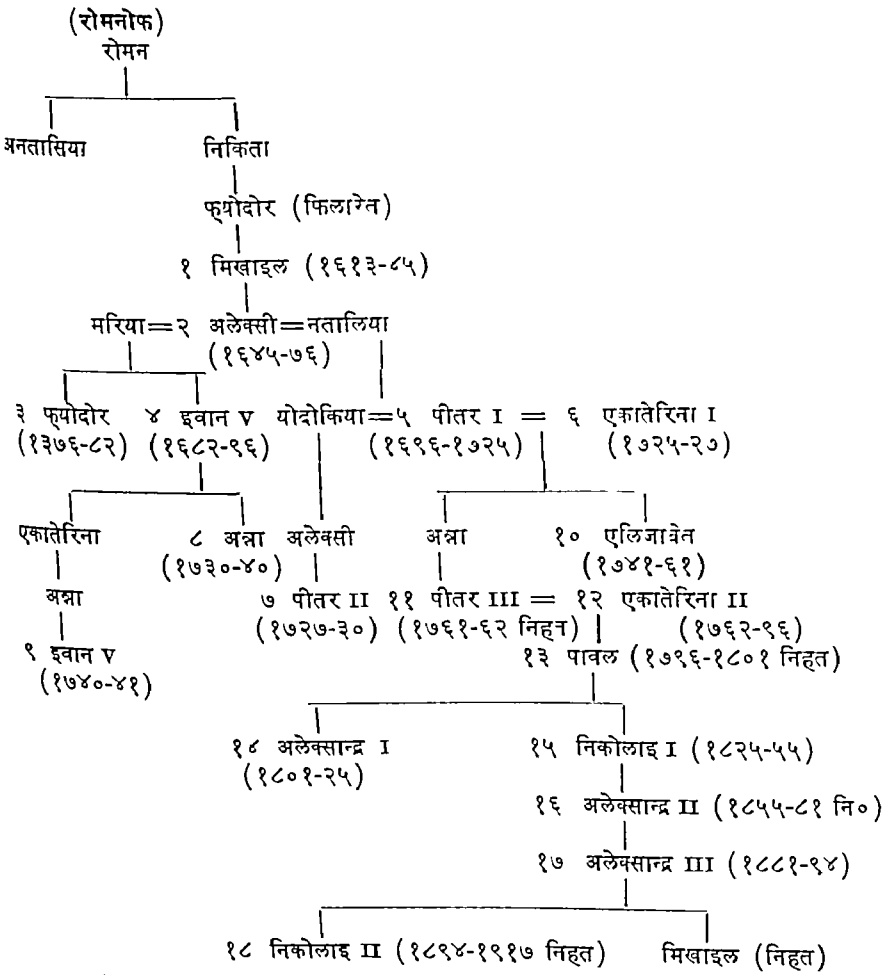 (रोमनोफ)
रोमन
अनतासिया निकिता
फ्योदोर (फिलारेत)
१ मिखाइल (१६१३-८५)
मरिया=२ अलेक्सी=नतालिया
(१६४५-७६)
३ फ्योदोर ४ इवान V योदोकिया=५ पीतर I = ६ एकातेरिना I
(१३७६-८२) (१६८२-९६) (१६९६-१७२५) (१७२५-२७)
एकातेरिना ८ अन्ना अलेक्सी अन्ना १० एलिजावेत
(१७३०-४०) (१७४१-६१)
अन्ना ७ पीतर II ११ पीतर III = १२ एकातेरिना II
(१७२७-३०) (१७६१-६२ निहत) (१७६२-९६)
९ इवान V १३ पावल (१७९६-१८०१ निहत)
(१७४०-४१)
१४ अलेक्सान्द्र I १५ निकोलाइ I (१८२५-५५)
(१८०१-२५)
१६ अलेक्सान्द्र II (१८५५-८१ नि०)
१७ अलेक्सान्द्र III (१८८१-९४)
१८ निकोलाइ II (१८९४-१९१७ निहत) मिखाइल (निहत)